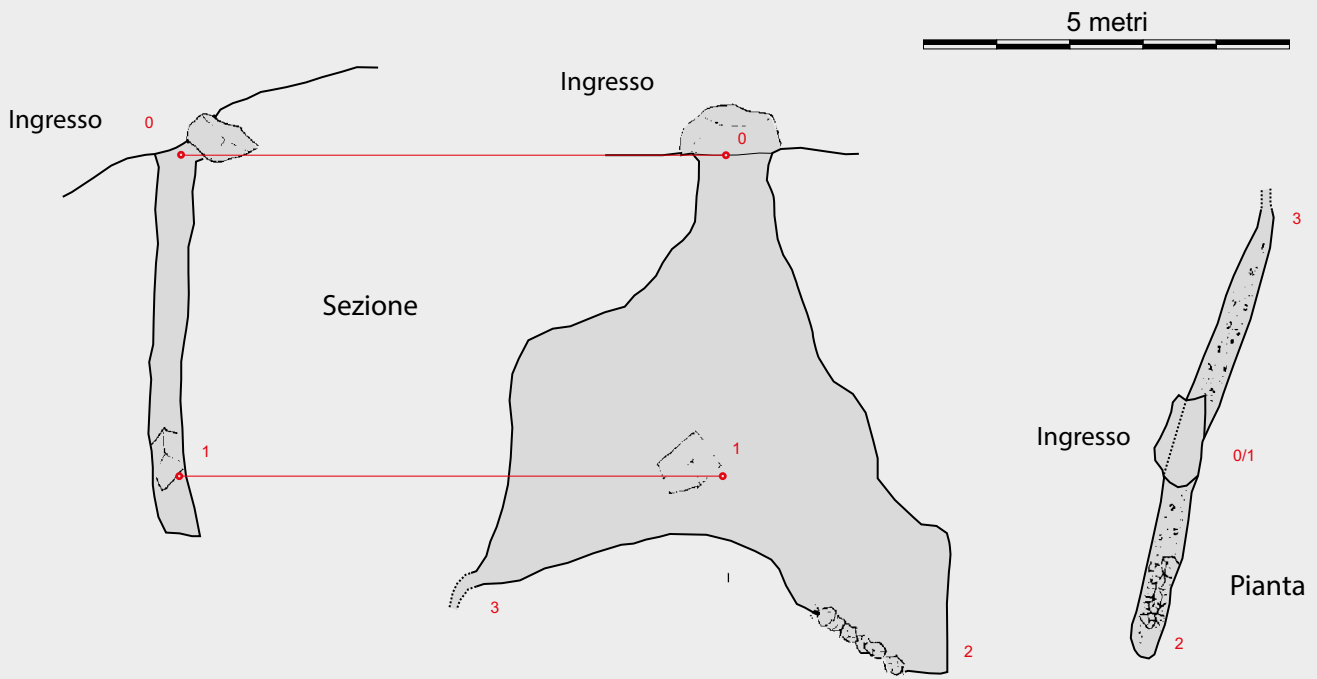 5 metri
Ingresso
Ingresso 0
0
Sezione
1
1
3
2
3
Ingresso
0/1
Pianta
2